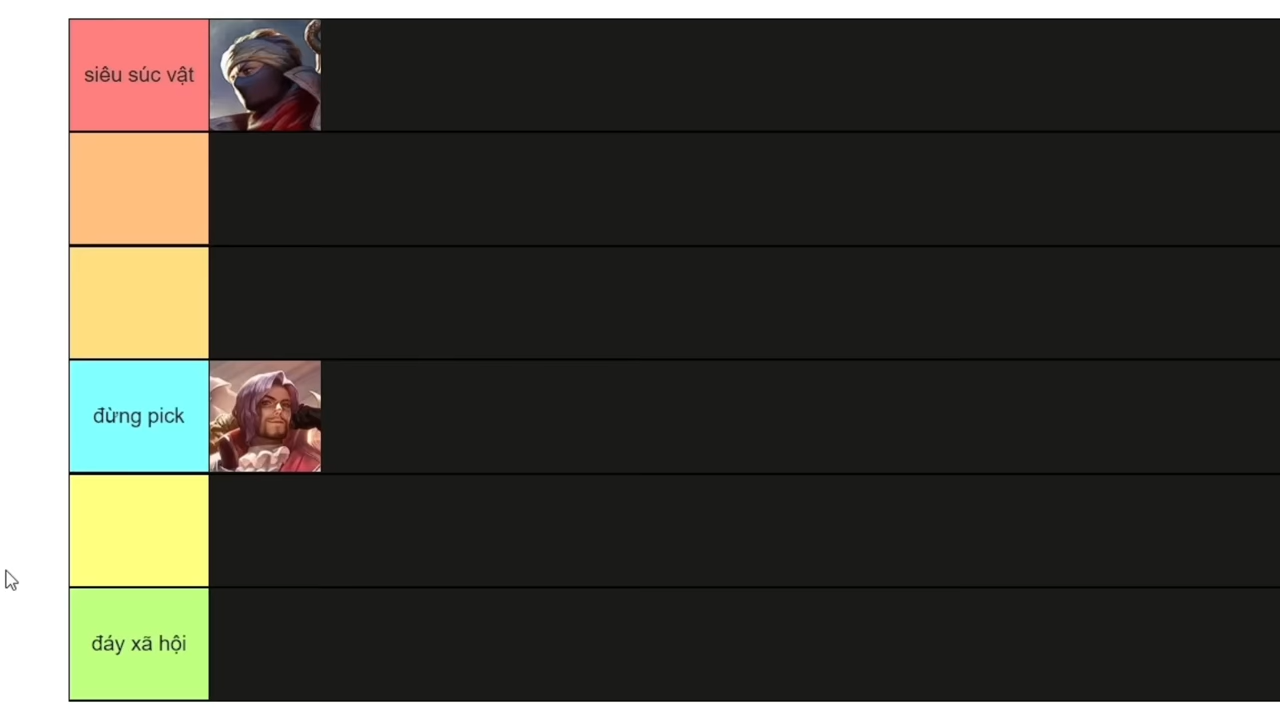 siêu súc vật
đừng pick
đáy xã hội